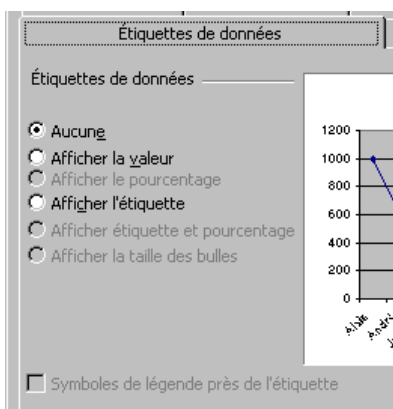 Étiquettes de données
Étiquettes de données
Aucune
Afficher la valeur
Afficher le pourcentage
Afficher l'étiquette
Afficher étiquette et pourcentage
Afficher la taille des bulles
1200
1000
800
600
400
200
0
Symboles de légende près de l'étiquette